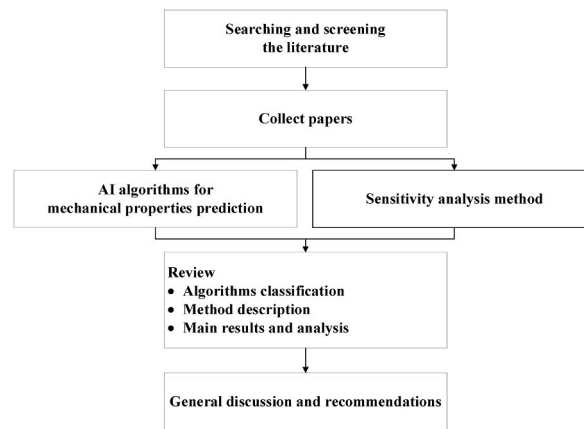 Searching and screening
the literature
Collect papers
AI algorithms for
mechanical properties prediction
Sensitivity analysis method
Review
• Algorithms classification
• Method description
• Main results and analysis
General discussion and recommendations